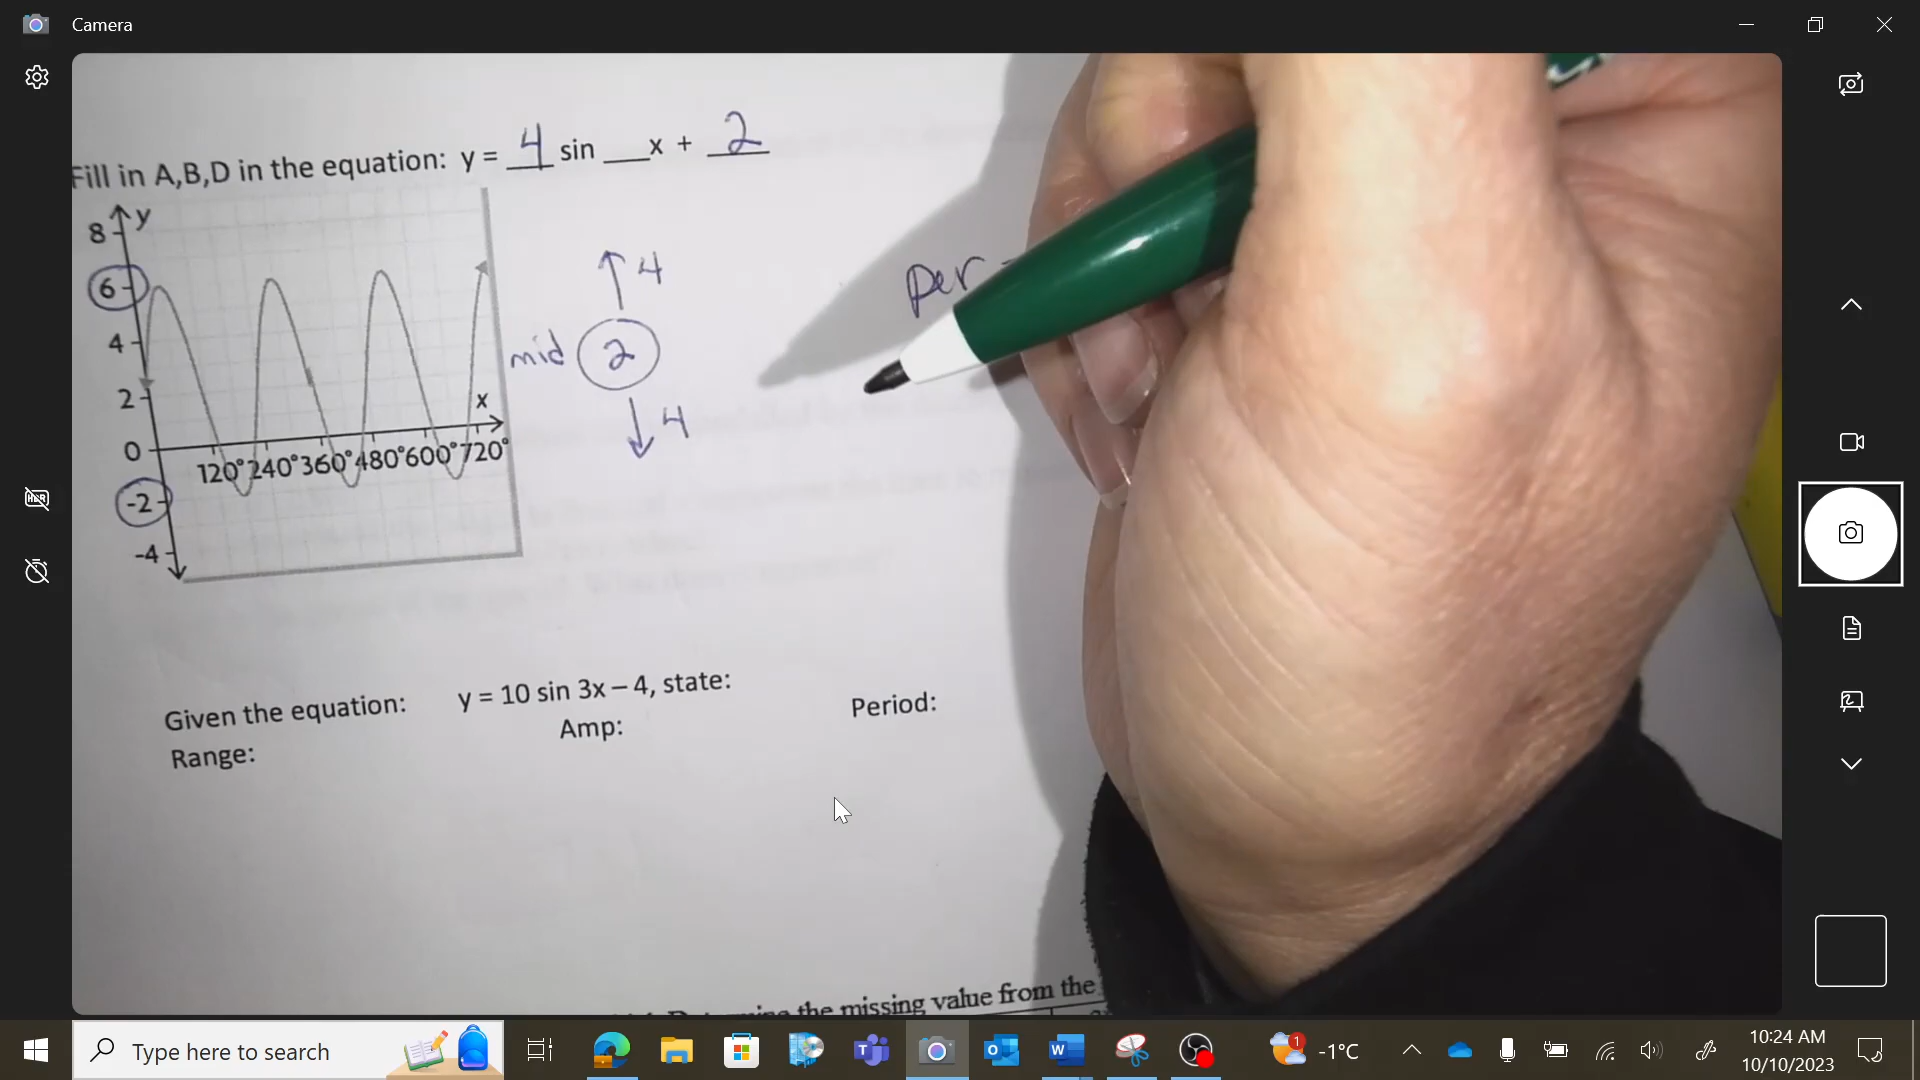 Camera
Fill in A,B,D in the equation: y = 4 sin ___x + 2
y
8
6
4
2
0
-2
-4
x
120° 240° 360° 480° 600° 720°
4
mid 2
4
per
Given the equation: y = 10 sin 3x – 4, state:
Range: Amp: Period:
the missing value from the
Type here to search
1
-1°C
10:24 AM
10/10/2023